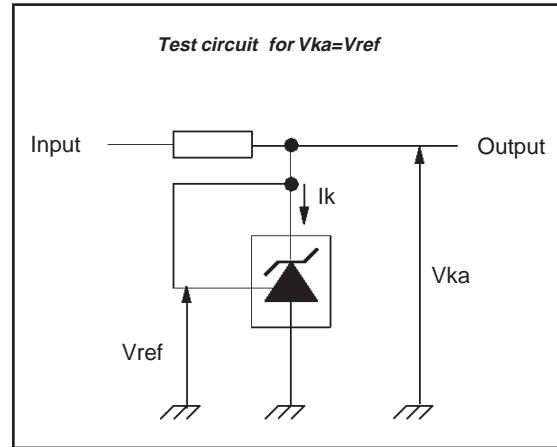 Test circuit for Vka=Vref
Input
Output
Ik
Vka
Vref